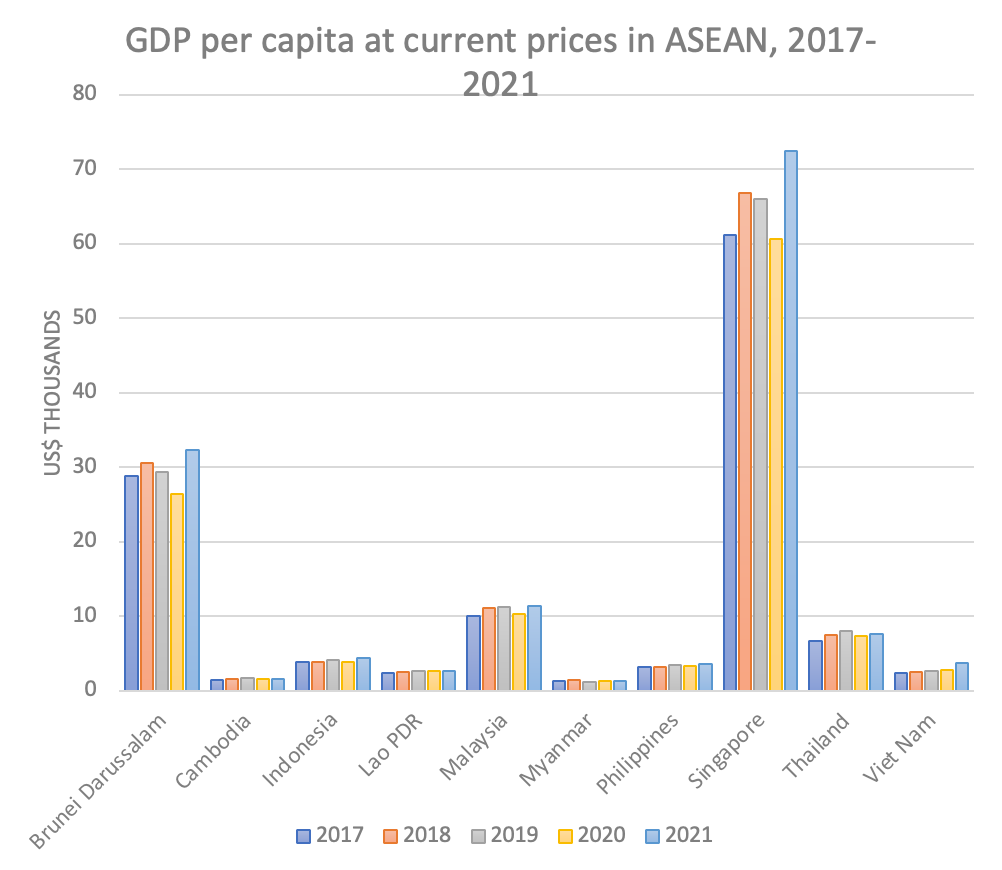 GDP per capita at current prices in ASEAN, 2017-
2021
US$ THOUSANDS
80
70
60
50
40
30
20
10
0
Brunei Darussalam
Cambodia
Indonesia
Lao PDR
Malaysia
Myanmar
Philippines
Singapore
Thailand
Viet Nam
2017 2018 2019 2020 2021